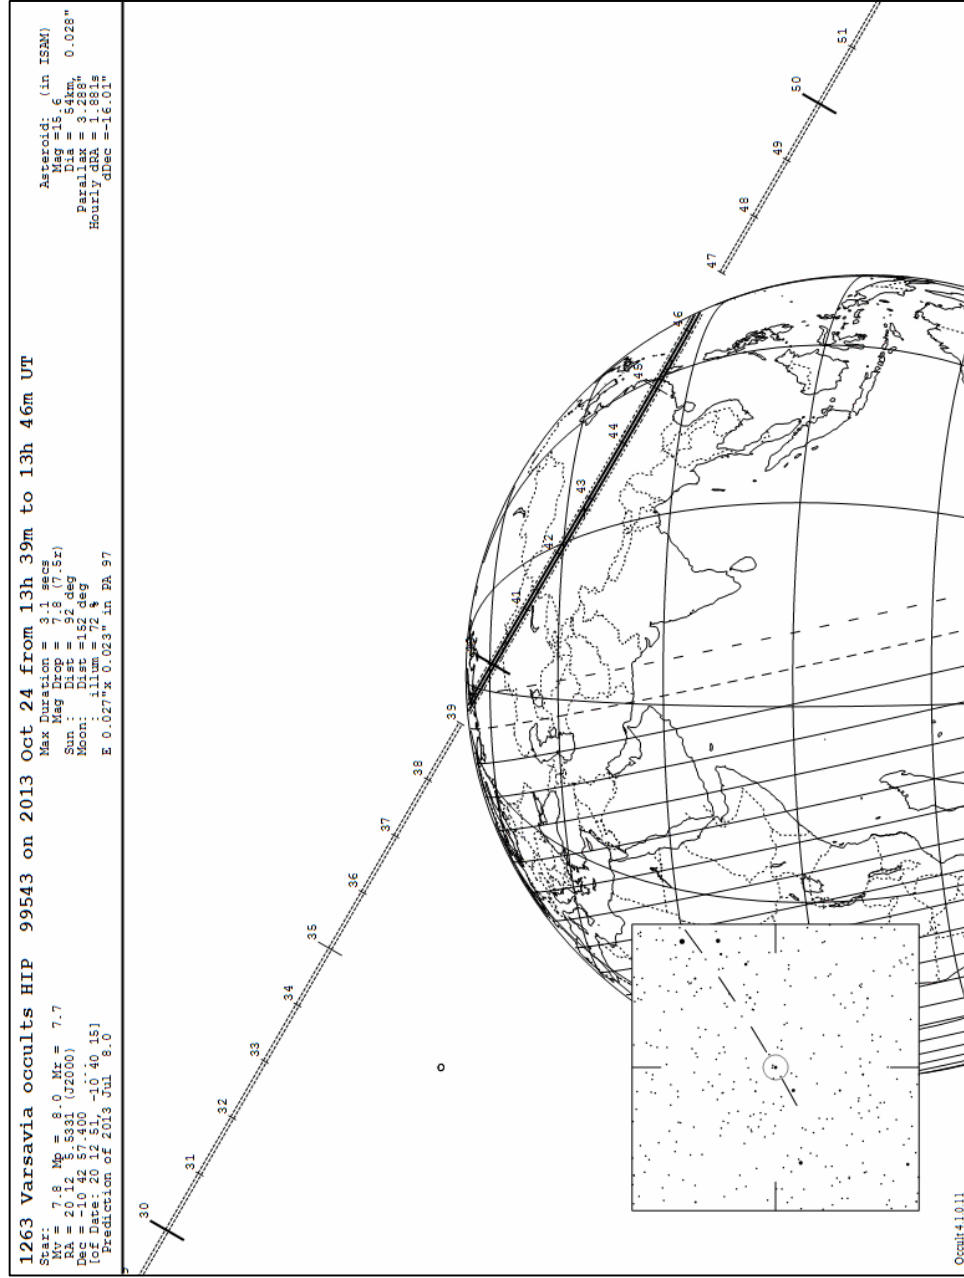 1263 Varsavia occults HIP 99543 on 2013 Oct 24 from 13h 39m to 13h 46m UT
Star:
Mv = 7.8 Mp = 8.0 Mr = 7.7
RA = 20 12 5.5331 (J2000)
Dec = -10 42 57.400 ...
[of Date: 20 12 51, -10 40 15]
Prediction of 2013 Jul 8.0
Max Duration = 3.1 secs
Mag Drop = 7.8 (7.5r)
Sun : Dist = 92 deg
Moon: Dist =152 deg
: illum = 72 %
E 0.027"x 0.023" in PA 97
Asteroid: (in ISAM)
Mag =15.6
Dia = 54km, 0.028"
Parallax = 3.288"
Hourly dRA = 1.881s
dDec =-16.01"
30
31
32
33
34
35
36
37
38
39
41
42
43
44
45
46
47
48
49
50
51
Occult 4.1.0.11